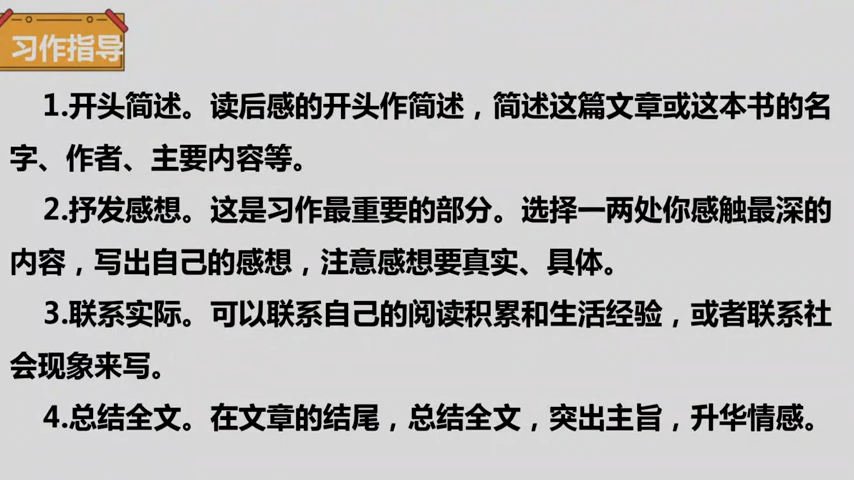 习作指导
1.开头简述。读后感的开头作简述，简述这篇文章或这本书的名
字、作者、主要内容等。
2.抒发感想。这是习作最重要的部分。选择一两处你感触最深的
内容，写出自己的感想，注意感想要真实、具体。
3.联系实际。可以联系自己的阅读积累和生活经验，或者联系社
会现象来写。
4.总结全文。在文章的结尾，总结全文，突出主旨，升华情感。